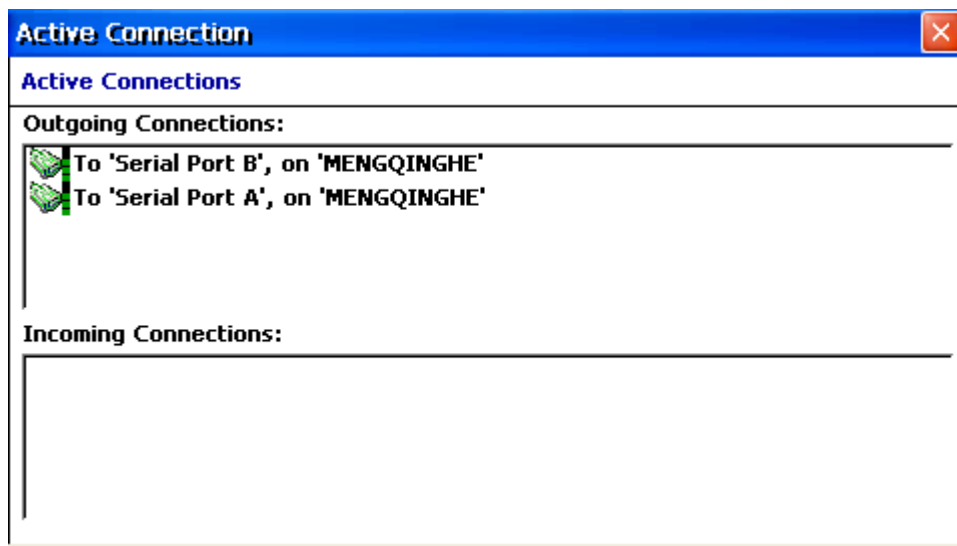 Active Connection
Active Connections
Outgoing Connections:
To 'Serial Port B', on 'MENGQINGHE'
To 'Serial Port A', on 'MENGQINGHE'
Incoming Connections: